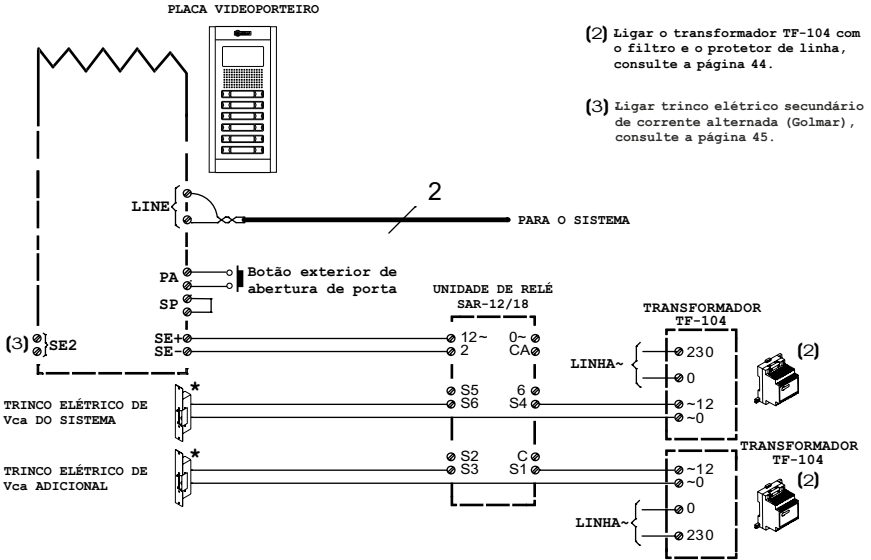 PLACA VIDEOPORTEIRO
(2) Ligar o transformador TF-104 com
o filtro e o protetor de linha,
consulte a página 44.
(3) Ligar trinco elétrico secundário
de corrente alternada (Golmar),
consulte a página 45.
LINE
2
PARA O SISTEMA
PA
Botão exterior de
abertura de porta
SP
UNIDADE DE RELÉ
SAR-12/18
(3)
SE2
SE+
SE-
12~
0~
2
CA
S5
6
S6
S4
S2
C
S3
S1
TRANSFORMADOR
TF-104
LINHA~
230
0
~12
~0
(2)
TRINCO ELÉTRICO DE
Vca DO SISTEMA
*
TRINCO ELÉTRICO DE
Vca ADICIONAL
*
TRANSFORMADOR
TF-104
~12
~0
(2)
LINHA~
0
230